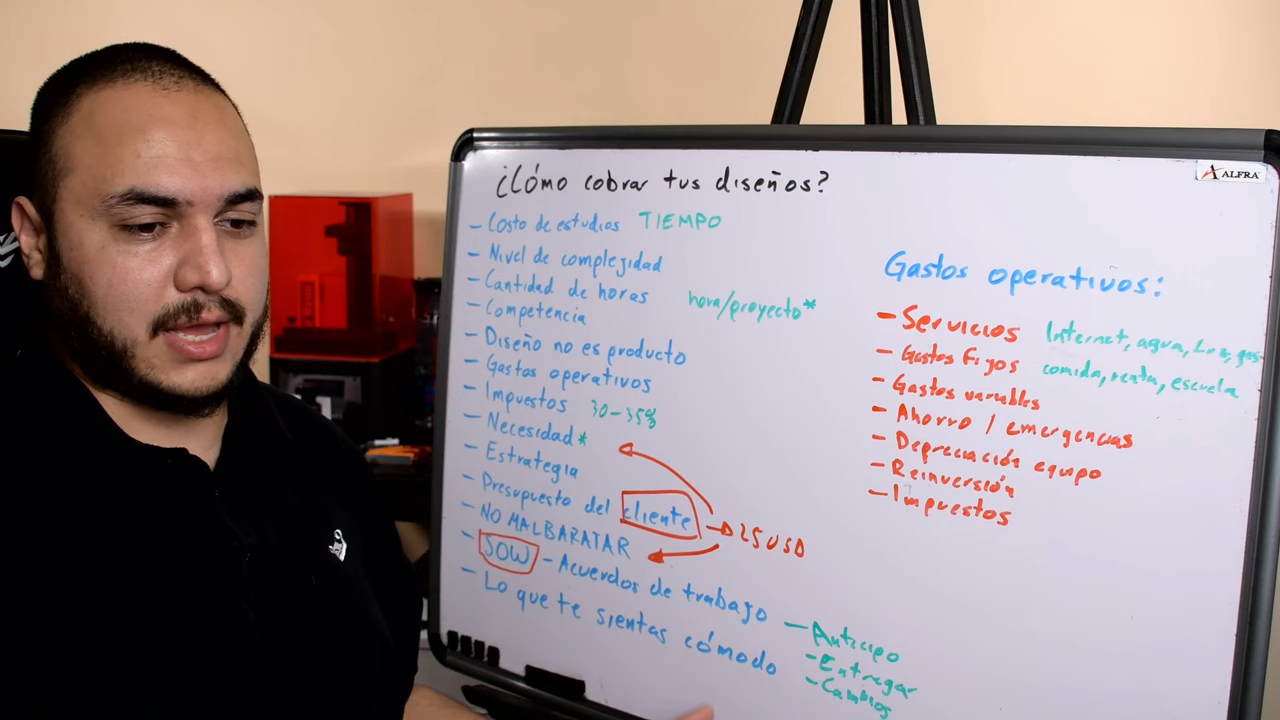 ¿Cómo cobrar tus diseños?
ALFRA
- Costo de estudios TIEMPO
- Nivel de complejidad
- Cantidad de horas hora/proyecto*
- Competencia
- Diseño no es producto
- Gastos operativos
- Impuestos 30-35%
- Necesidad*
- Estrategia
- Presupuesto del cliente → 25 USD
- NO MALBARATAR
- SOW - Acuerdos de trabajo
- Anticipo
- Entregar
- Cambios
- Lo que te sientas cómodo
Gastos operativos:
- Servicios Internet, agua, Luz, gas
- Gastos fijos comida, renta, escuela
- Gastos variables
- Ahorro / emergencias
- Depreciación equipo
- Reinversión
- Impuestos